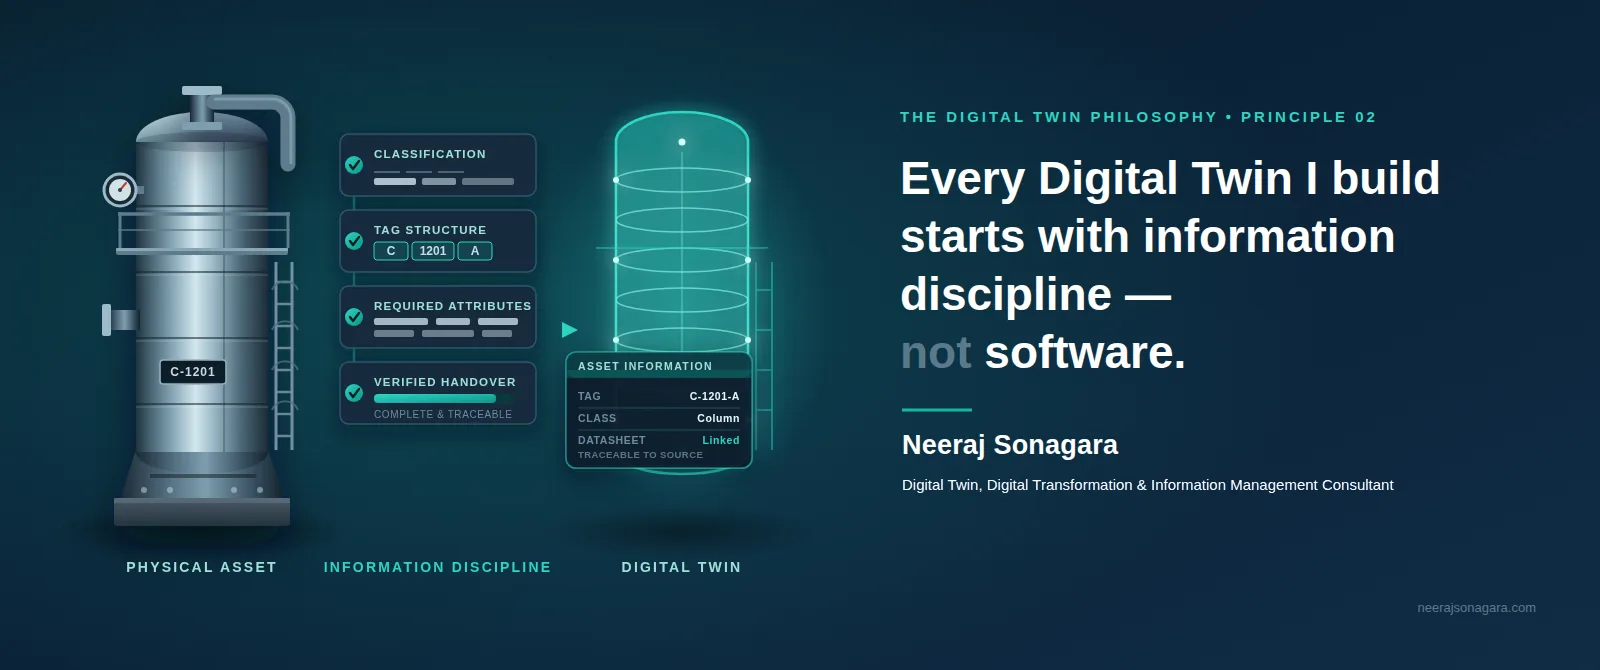 THE DIGITAL TWIN PHILOSOPHY • PRINCIPLE 02
Every Digital Twin I build
starts with information
discipline —
not software.
Neeraj Sonagara
Digital Twin, Digital Transformation & Information Management Consultant
neerajsonagara.com
C-1201
CLASSIFICATION
TAG STRUCTURE
C 1201 A
REQUIRED ATTRIBUTES
VERIFIED HANDOVER
COMPLETE & TRACEABLE
ASSET INFORMATION
TAG C-1201-A
CLASS Column
DATASHEET Linked
TRACEABLE TO SOURCE
PHYSICAL ASSET
INFORMATION DISCIPLINE
DIGITAL TWIN